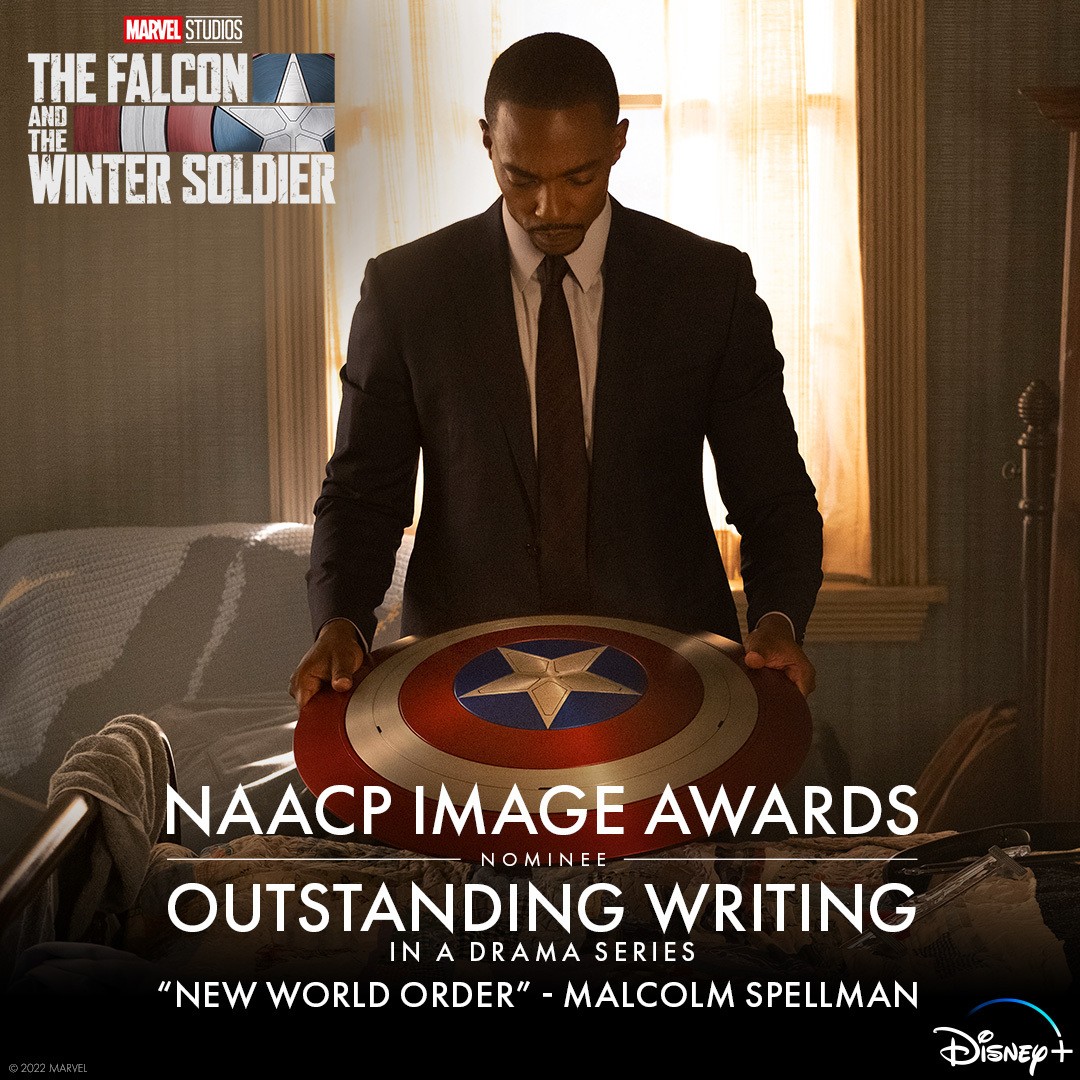 MARVEL STUDIOS
THE FALCON
AND
THE
WINTER SOLDIER
NAACP IMAGE AWARDS
NOMINEE
OUTSTANDING WRITING
IN A DRAMA SERIES
“NEW WORLD ORDER” - MALCOLM SPELLMAN
Disney+
© 2022 MARVEL